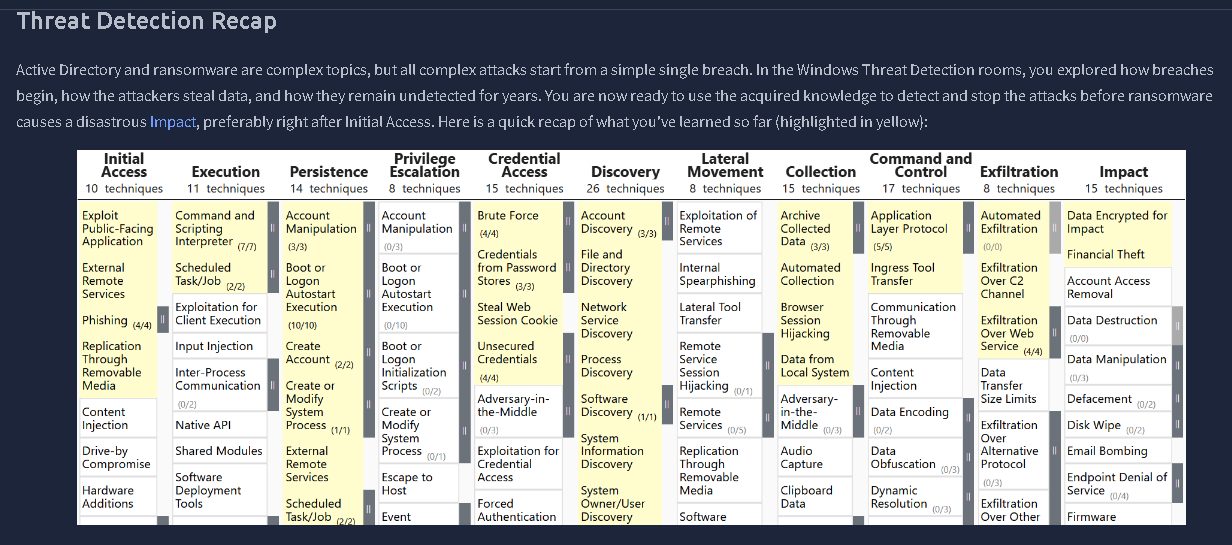 Threat Detection Recap
Active Directory and ransomware are complex topics, but all complex attacks start from a simple single breach. In the Windows Threat Detection rooms, you explored how breaches
begin, how the attackers steal data, and how they remain undetected for years. You are now ready to use the acquired knowledge to detect and stop the attacks before ransomware
causes a disastrous Impact, preferably right after Initial Access. Here is a quick recap of what you've learned so far (highlighted in yellow):
Initial
Access
10 techniques
Exploit
Public-Facing
Application
External
Remote
Services
Phishing (4/4)
Replication
Through
Removable
Media
Content
Injection
Drive-by
Compromise
Hardware
Additions
Execution
11 techniques
Command and
Scripting
Interpreter (7/7)
Scheduled
Task/Job (2/2)
Exploitation for
Client Execution
Input Injection
Inter-Process
Communication
(0/2)
Native API
Shared Modules
Software
Deployment
Tools
Persistence
14 techniques
Account
Manipulation
(3/3)
Boot or
Logon
Autostart
Execution
(10/10)
Create
Account (2/2)
Create or
Modify
System
Process (1/1)
External
Remote
Services
Scheduled
Task/Job (2/2)
Privilege
Escalation
8 techniques
Account
Manipulation
(0/3)
Boot or
Logon
Autostart
Execution
(0/10)
Boot or
Logon
Initialization
Scripts (0/2)
Create or
Modify
System
Process (0/1)
Escape to
Host
Event
Credential
Access
15 techniques
Brute Force
(4/4)
Credentials
from Password
Stores (3/3)
Steal Web
Session Cookie
Unsecured
Credentials
(4/4)
Adversary-in-
the-Middle
(0/3)
Exploitation for
Credential
Access
Forced
Authentication
Discovery
26 techniques
Account
Discovery (3/3)
File and
Directory
Discovery
Network
Service
Discovery
Process
Discovery
Software
Discovery (1/1)
System
Information
Discovery
System
Owner/User
Discovery
Lateral
Movement
8 techniques
Exploitation of
Remote
Services
Internal
Spearphishing
Lateral Tool
Transfer
Remote
Service
Session
Hijacking (0/1)
Remote
Services (0/5)
Replication
Through
Removable
Media
Software
Collection
15 techniques
Archive
Collected
Data (3/3)
Automated
Collection
Browser
Session
Hijacking
Data from
Local System
Adversary-
in-the-
Middle (0/3)
Audio
Capture
Clipboard
Data
Command and
Control
17 techniques
Application
Layer Protocol
(5/5)
Ingress Tool
Transfer
Communication
Through
Removable
Media
Content
Injection
Data Encoding
(0/2)
Data
Obfuscation (0/3)
Dynamic
Resolution (0/3)
Exfiltration
8 techniques
Automated
Exfiltration
(0/0)
Exfiltration
Over C2
Channel
Exfiltration
Over Web
Service (4/4)
Data
Transfer
Size Limits
Exfiltration
Over
Alternative
Protocol
(0/3)
Exfiltration
Over Other
Impact
15 techniques
Data Encrypted for
Impact
Financial Theft
Account Access
Removal
Data Destruction
(0/0)
Data Manipulation
(0/3)
Defacement (0/2)
Disk Wipe (0/2)
Email Bombing
Endpoint Denial of
Service (0/4)
Firmware